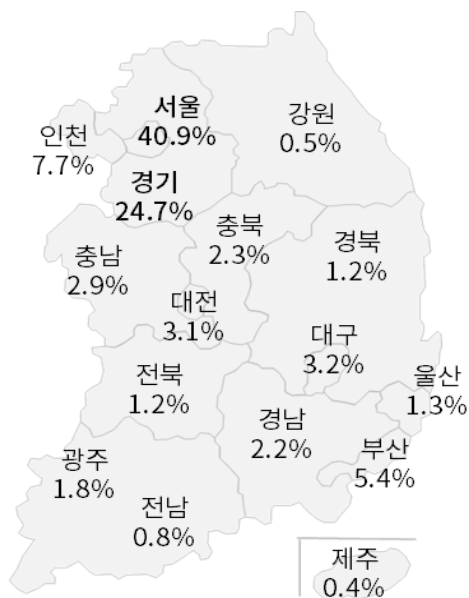 서울
40.9%
강원
0.5%
인천
7.7%
경기
24.7%
충북
2.3%
경북
1.2%
충남
2.9%
대전
3.1%
대구
3.2%
전북
1.2%
울산
1.3%
경남
2.2%
부산
5.4%
광주
1.8%
전남
0.8%
제주
0.4%